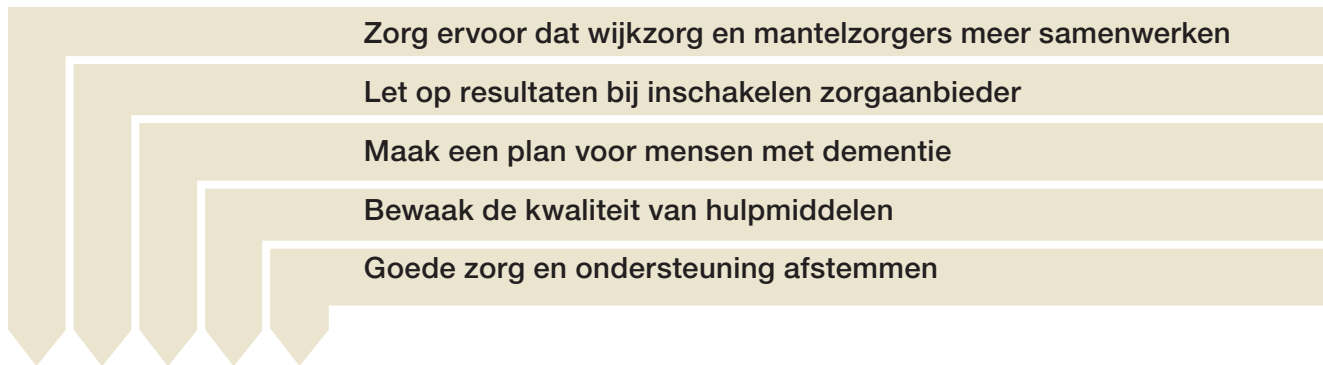 Zorg ervoor dat wijkzorg en mantelzorgers meer samenwerken
Let op resultaten bij inschakelen zorgaanbieder
Maak een plan voor mensen met dementie
Bewaak de kwaliteit van hulpmiddelen
Goede zorg en ondersteuning afstemmen